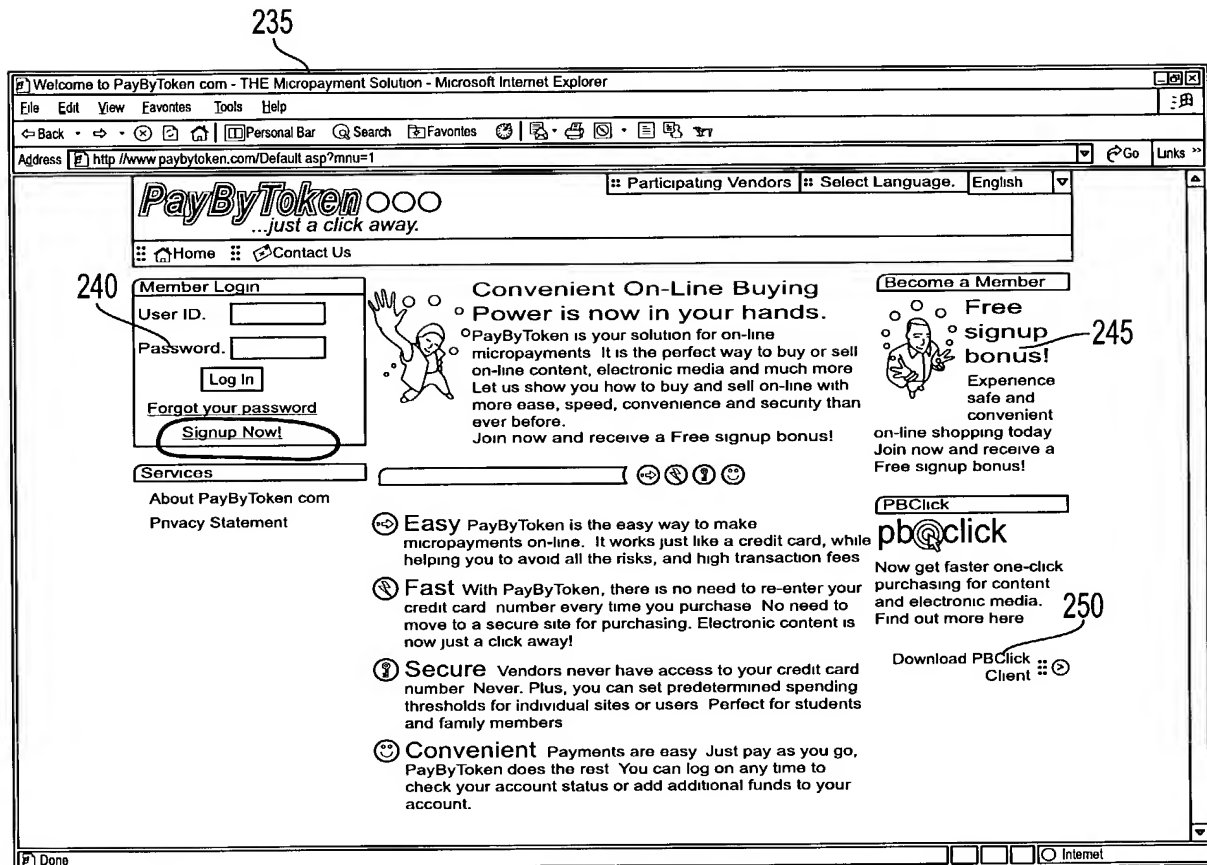 235
Welcome to PayByToken com - THE Micropayment Solution - Microsoft Internet Explorer
File Edit View Favorites Tools Help
Back Personal Bar Search Favorites
Address http //www paybytoken.com/Default asp?mnu=1 Go Links »
PayByToken
...just a click away.
Participating Vendors Select Language. English
Home Contact Us
240
Member Login
User ID.
Password.
Log In
Forgot your password
Signup Now!
Services
About PayByToken com
Privacy Statement
Convenient On-Line Buying
Power is now in your hands.
PayByToken is your solution for on-line
micropayments It is the perfect way to buy or sell
on-line content, electronic media and much more
Let us show you how to buy and sell on-line with
more ease, speed, convenience and security than
ever before.
Join now and receive a Free signup bonus!
Easy PayByToken is the easy way to make
micropayments on-line. It works just like a credit card, while
helping you to avoid all the risks, and high transaction fees
Fast With PayByToken, there is no need to re-enter your
credit card number every time you purchase No need to
move to a secure site for purchasing. Electronic content is
now just a click away!
Secure Vendors never have access to your credit card
number Never. Plus, you can set predetermined spending
thresholds for individual sites or users Perfect for students
and family members
Convenient Payments are easy Just pay as you go,
PayByToken does the rest You can log on any time to
check your account status or add additional funds to your
account.
Become a Member
Free
signup
bonus!
245
Experience
safe and
convenient
on-line shopping today
Join now and receive a
Free signup bonus!
PBClick
pb click
Now get faster one-click
purchasing for content
and electronic media.
Find out more here
250
Download PBClick
Client
Done
Internet